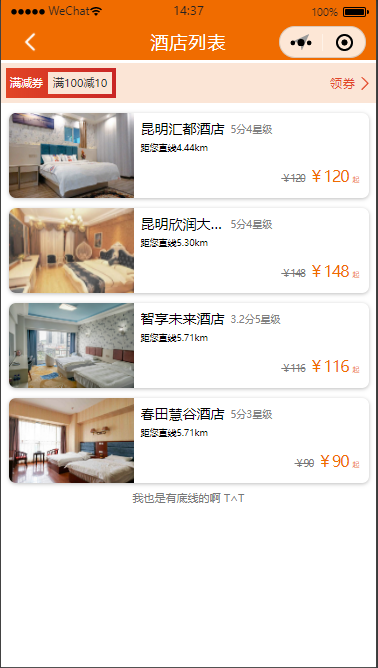 WeChat 14:37 100%
酒店列表
满减券 满100减10 领券
昆明汇都酒店 5分4星级
距您直线4.44km
￥120 ￥120 起
昆明欣润大... 5分4星级
距您直线5.30km
￥148 ￥148 起
智享未来酒店 3.2分5星级
距您直线5.71km
￥116 ￥116 起
春田慧谷酒店 5分3星级
距您直线5.71km
￥90 ￥90 起
我也是有底线的啊 T∧T